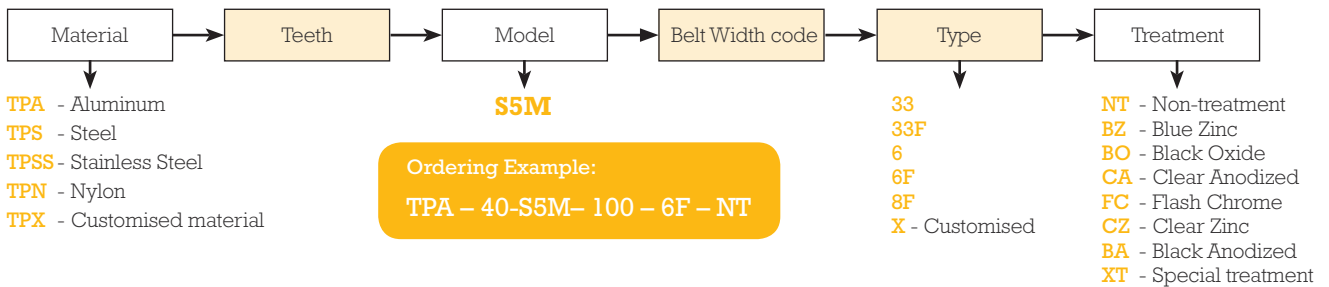 Material
Teeth
Model
Belt Width code
Type
Treatment
TPA - Aluminum
TPS - Steel
TPSS - Stainless Steel
TPN - Nylon
TPX - Customised material
S5M
Ordering Example:
TPA – 40-S5M– 100 – 6F – NT
33
33F
6
6F
8F
X - Customised
NT - Non-treatment
BZ - Blue Zinc
BO - Black Oxide
CA - Clear Anodized
FC - Flash Chrome
CZ - Clear Zinc
BA - Black Anodized
XT - Special treatment